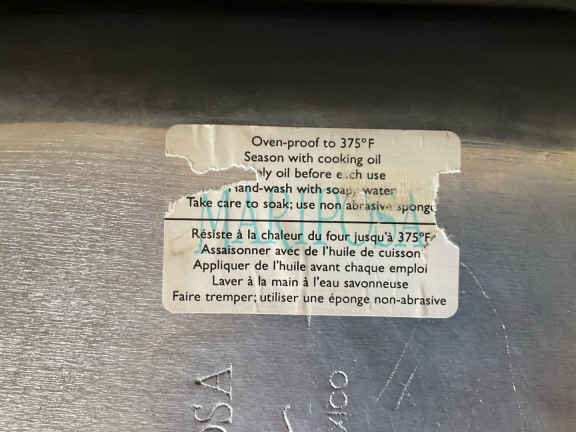 Oven-proof to 375°F
Season with cooking oil
oil before each use
hand-wash with soapy water
Take care to soak; use non abrasive sponge
MARIPOSA
Résiste à la chaleur du four jusqu'à 375°F
Assaisonner avec de l'huile de cuisson
Appliquer de l'huile avant chaque emploi
Laver à la main à l'eau savonneuse
Faire tremper; utiliser une éponge non-abrasive